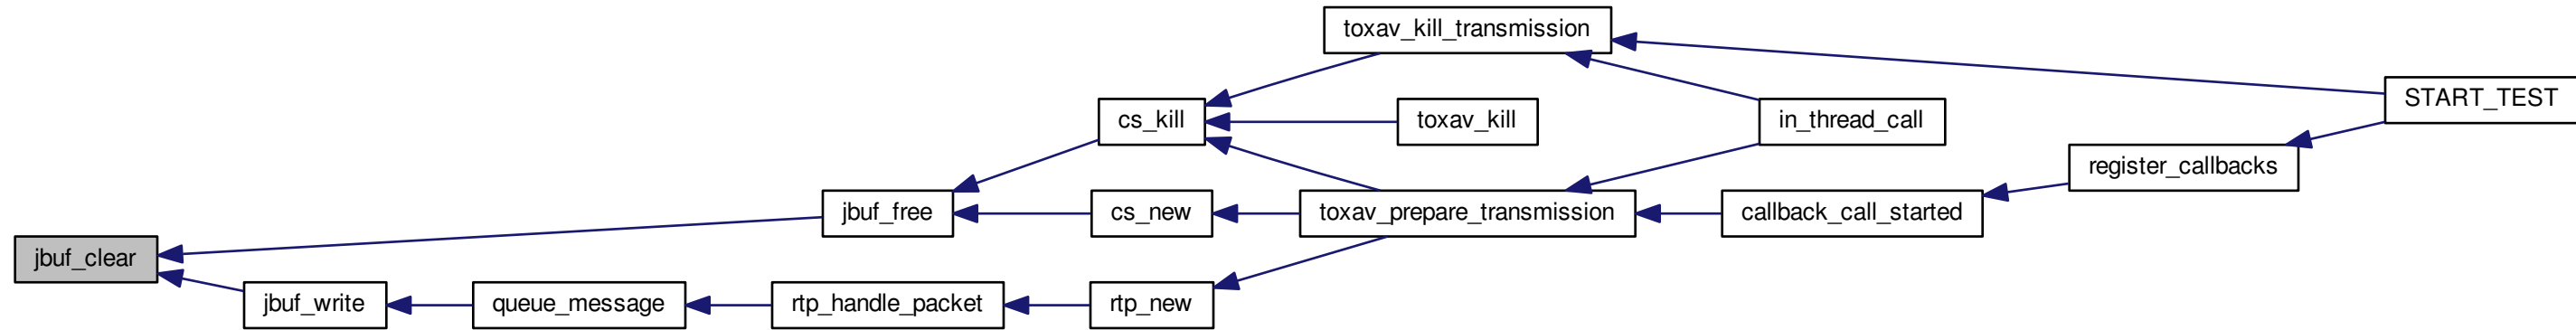 toxav_kill_transmission
START_TEST
cs_kill
toxav_kill
in_thread_call
register_callbacks
jbuf_free
cs_new
toxav_prepare_transmission
callback_call_started
jbuf_clear
jbuf_write
queue_message
rtp_handle_packet
rtp_new